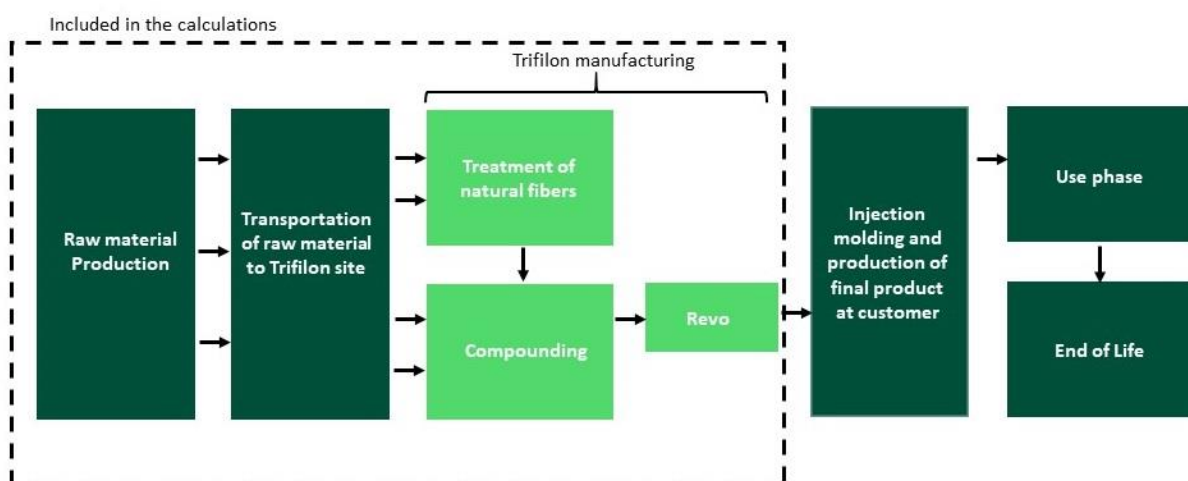 Included in the calculations
Trifilon manufacturing
Raw material
Production
Transportation
of raw material
to Trifilon site
Treatment of
natural fibers
Compounding
Revo
Injection
molding and
production of
final product
at customer
Use phase
End of Life